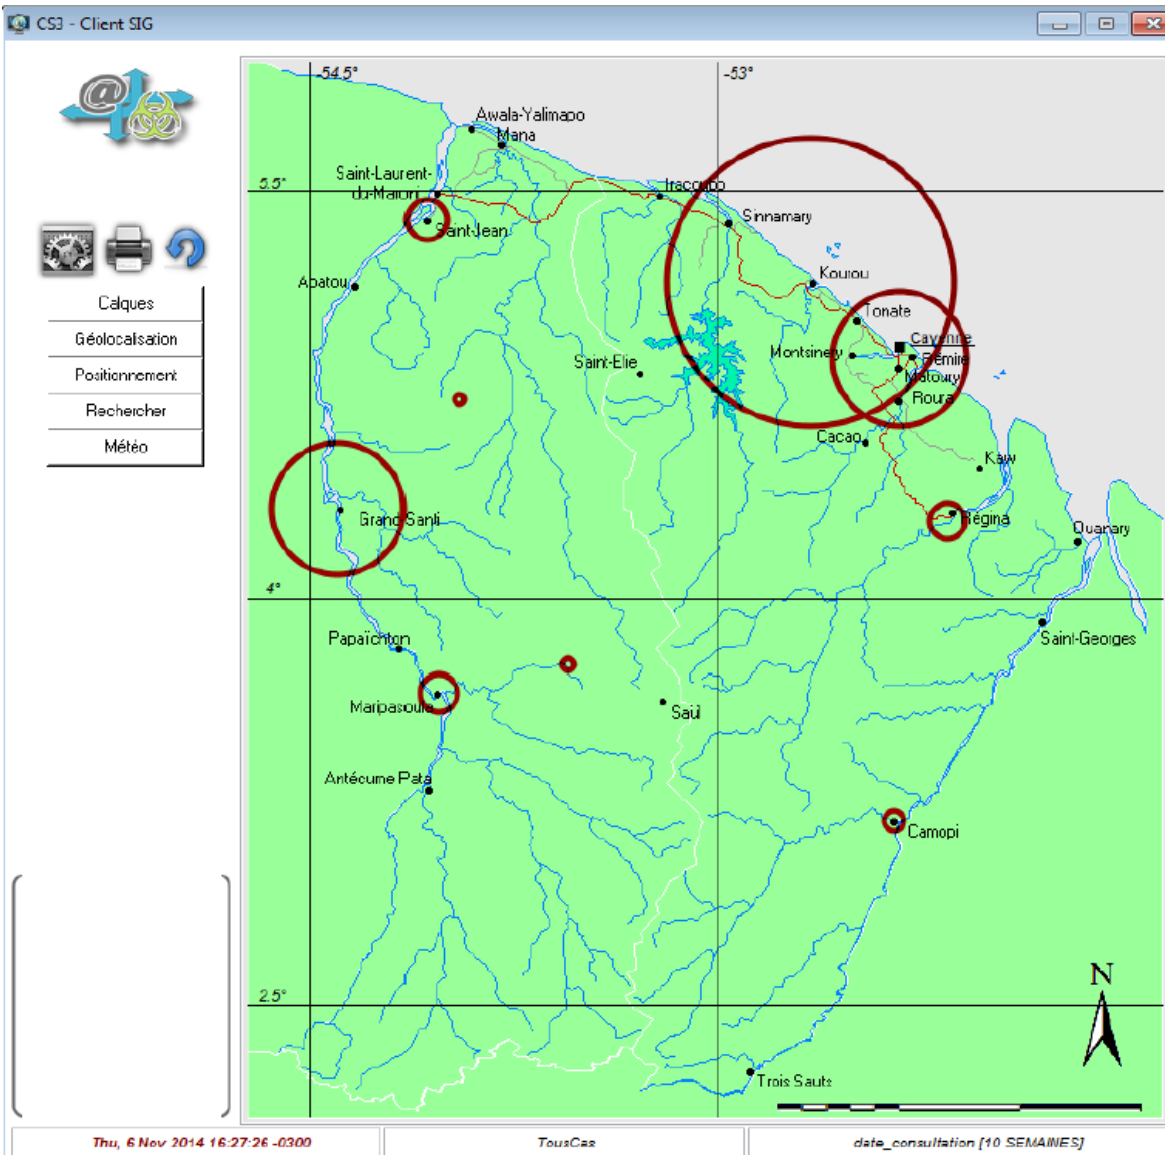 CS3 - Client SIG
@
Calques
Géolocalisation
Positionnement
Rechercher
Météo
-54.5°
-53°
Awala-Yalimapo
Mana
Saint-Laurent-
du-Maroni
5.5°
Iracoubo
Saint-Jean
Sinnamary
Apatou
Kourou
Tonate
Cayenne
Montsinery
Rémire
Saint-Elie
Matoury
Roura
Cacao
Kaw
Grand-Santi
Régina
Ouanary
4°
Papaïchton
Saint-Georges
Maripasoula
Saül
Antécume Pata
Camopi
N
2.5°
Trois Sauts
Thu, 6 Nov 2014 16:27:26 -0300
TousCas
date_consultation [10 SEMAINES]